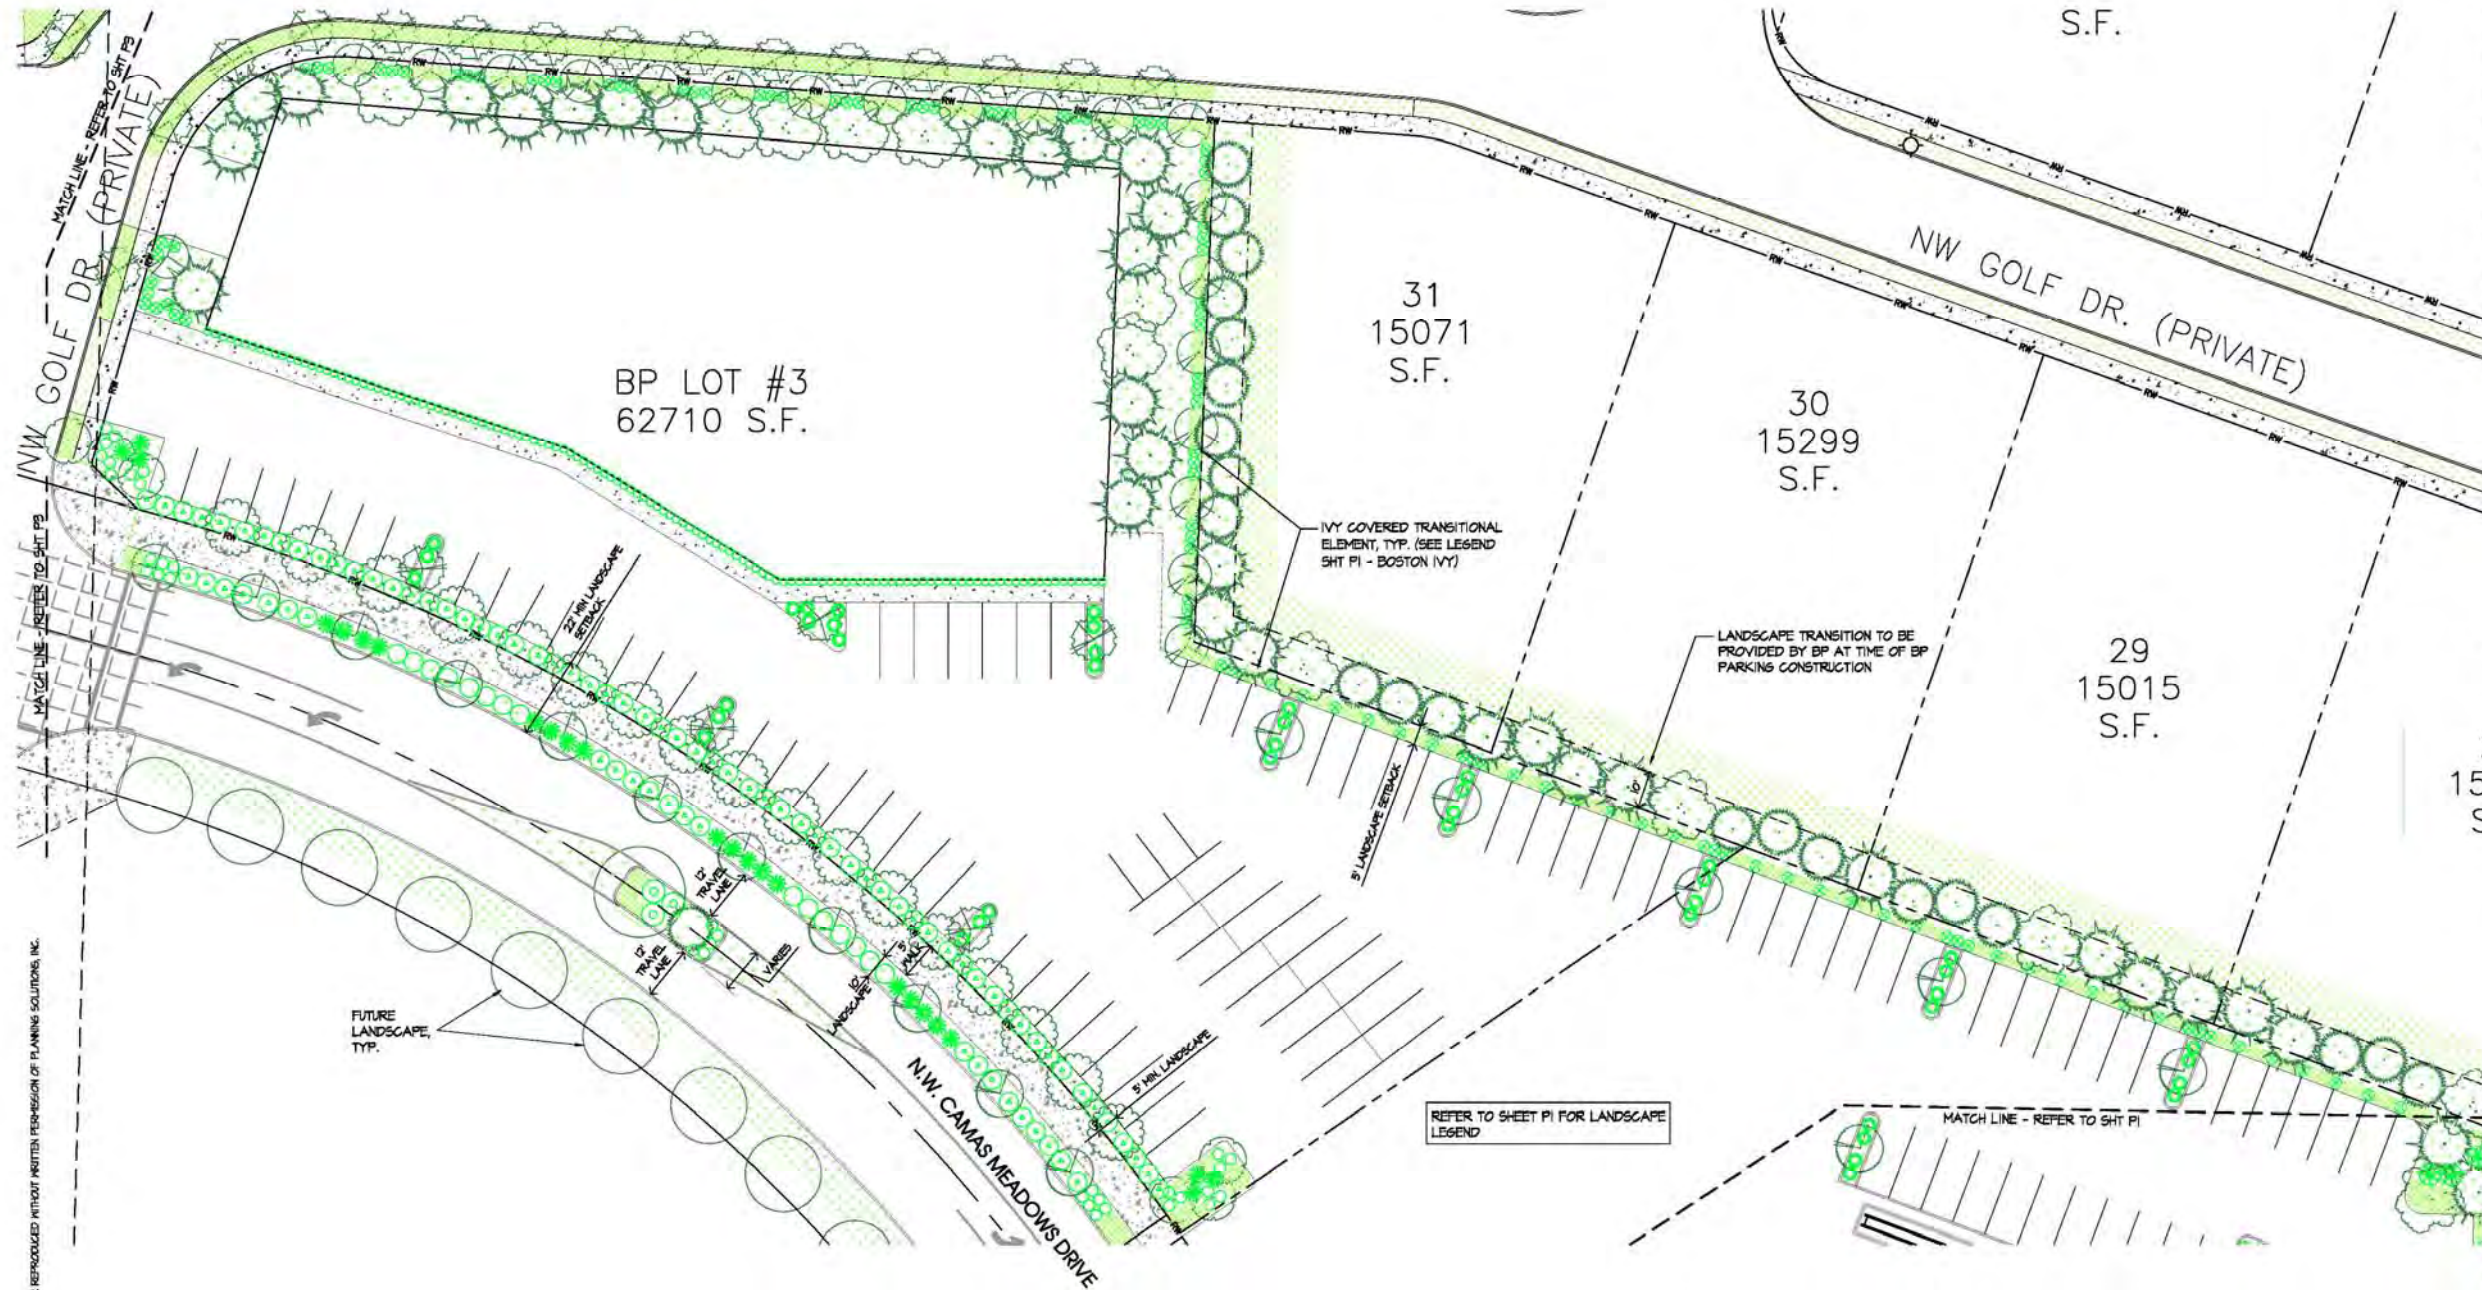 S.F.
MATCH LINE - REFER TO SHT P3
NW GOLF DR. (PRIVATE)
BP LOT #3
62710 S.F.
31
15071
S.F.
30
15299
S.F.
29
15015
S.F.
NW GOLF DR. (PRIVATE)
IVY COVERED TRANSITIONAL
ELEMENT, TYP. (SEE LEGEND
SHT P1 - BOSTON IVY)
LANDSCAPE TRANSITION TO BE
PROVIDED BY BP AT TIME OF BP
PARKING CONSTRUCTION
10'
5' LANDSCAPE SETBACK
22' MIN LANDSCAPE
SETBACK
MATCH LINE - REFER TO SHT P3
12'
TRAVEL
LANE
12'
TRAVEL
LANE
VARIES
10'
LANDSCAPE
5'
WALK
5' MIN. LANDSCAPE
FUTURE
LANDSCAPE,
TYP.
N.W. CAMAS MEADOWS DRIVE
REFER TO SHEET P1 FOR LANDSCAPE
LEGEND
MATCH LINE - REFER TO SHT P1
REPRODUCED WITHOUT WRITTEN PERMISSION OF PLANNING SOLUTIONS, INC.